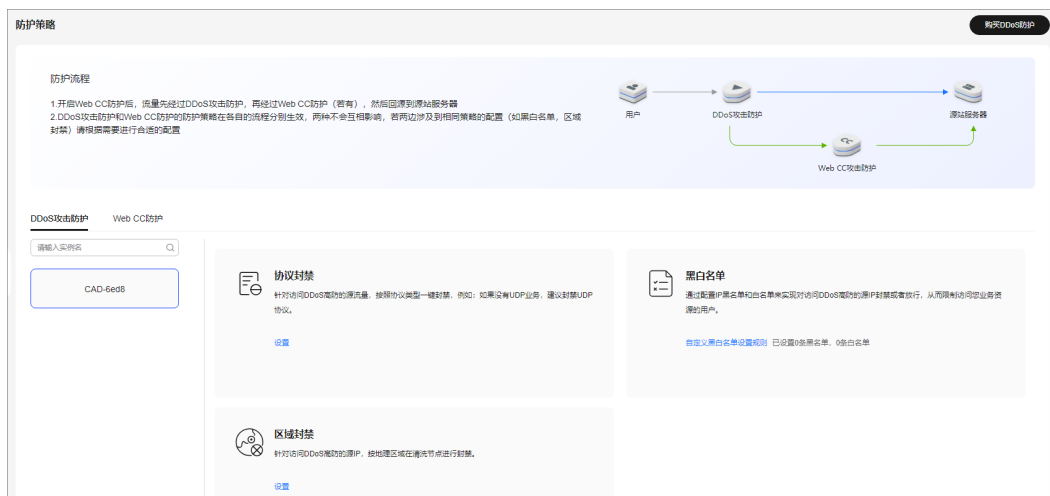 防护策略
购买DDoS防护
防护流程
1.开启Web CC防护后，流量先经过DDoS攻击防护，再经过Web CC防护（若有），然后回源到源站服务器
2.DDoS攻击防护和Web CC防护的防护策略在各自的流程分别生效，两种不会互相影响，若两边涉及到相同策略的配置（如黑白名单，区域
封禁）请根据需要进行合适的配置
用户
DDoS攻击防护
源站服务器
Web CC攻击防护
DDoS攻击防护
Web CC防护
请输入实例名
CAD-6ed8
协议封禁
针对访问DDoS高防的源流量，按照协议类型一键封禁，例如：如果没有UDP业务，建议封禁UDP
协议。
设置
黑白名单
通过配置IP黑名单和白名单来实现对访问DDoS高防的源IP封禁或者放行，从而限制访问您业务资
源的用户。
自定义黑白名单设置规则 已设置0条黑名单，0条白名单
区域封禁
针对访问DDoS高防的源IP，按地理区域在清洗节点进行封禁。
设置